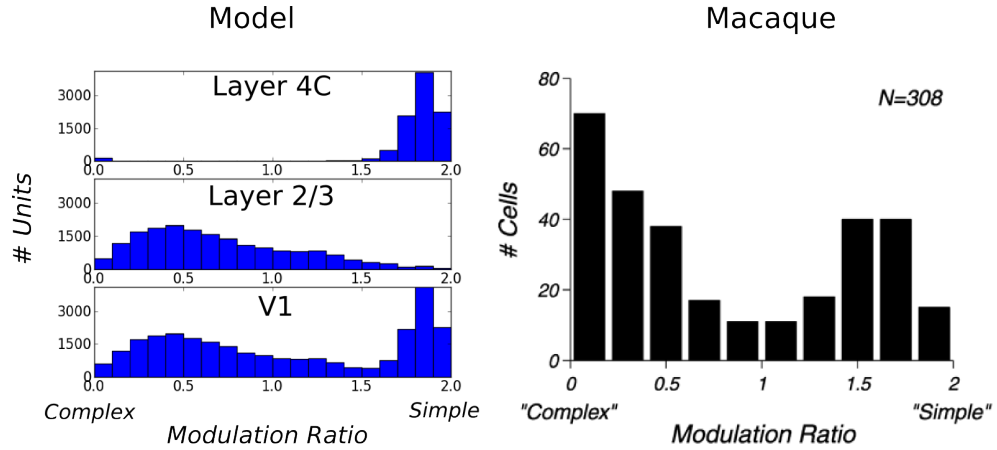 Model
Macaque
Layer 4C
3000
1500
0
0.0 0.5 1.0 1.5 2.0
Layer 2/3
3000
1500
0
0.0 0.5 1.0 1.5 2.0
V1
3000
1500
0
0.0 0.5 1.0 1.5 2.0
# Units
Complex
Simple
Modulation Ratio
N=308
80
60
40
20
0
# Cells
0 0.5 1 1.5 2
"Complex"
"Simple"
Modulation Ratio